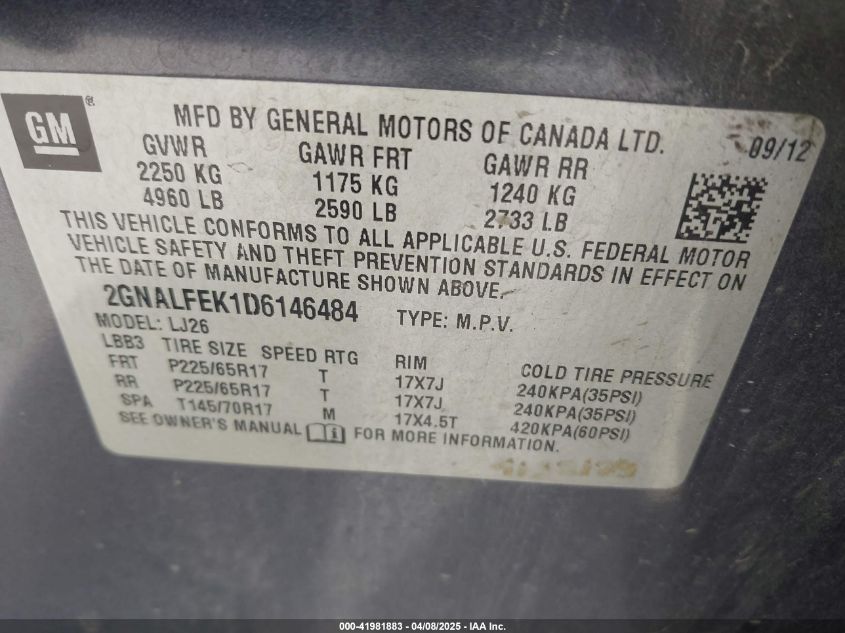 GM ®
MFD BY GENERAL MOTORS OF CANADA LTD. 09/12
GVWR GAWR FRT GAWR RR
2250 KG 1175 KG 1240 KG
4960 LB 2590 LB 2733 LB
THIS VEHICLE CONFORMS TO ALL APPLICABLE U.S. FEDERAL MOTOR
VEHICLE SAFETY AND THEFT PREVENTION STANDARDS IN EFFECT ON
THE DATE OF MANUFACTURE SHOWN ABOVE.
2GNALFEK1D6146484 TYPE: M.P.V.
MODEL: LJ26
LBB3 TIRE SIZE SPEED RTG RIM COLD TIRE PRESSURE
FRT P225/65R17 T 17X7J 240KPA(35PSI)
RR P225/65R17 T 17X7J 240KPA(35PSI)
SPA T145/70R17 M 17X4.5T 420KPA(60PSI)
SEE OWNER'S MANUAL FOR MORE INFORMATION.
000-41981883 - 04/08/2025 - IAA Inc.